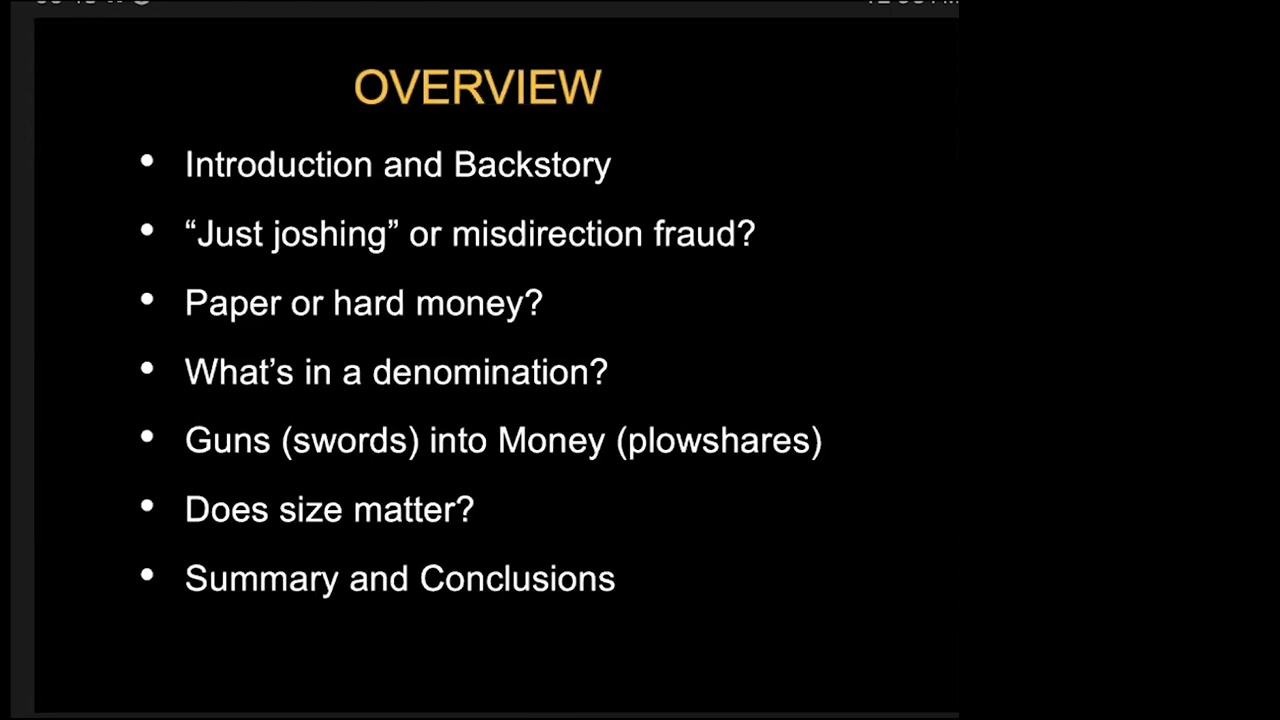 OVERVIEW
• Introduction and Backstory
• “Just joshing” or misdirection fraud?
• Paper or hard money?
• What’s in a denomination?
• Guns (swords) into Money (plowshares)
• Does size matter?
• Summary and Conclusions